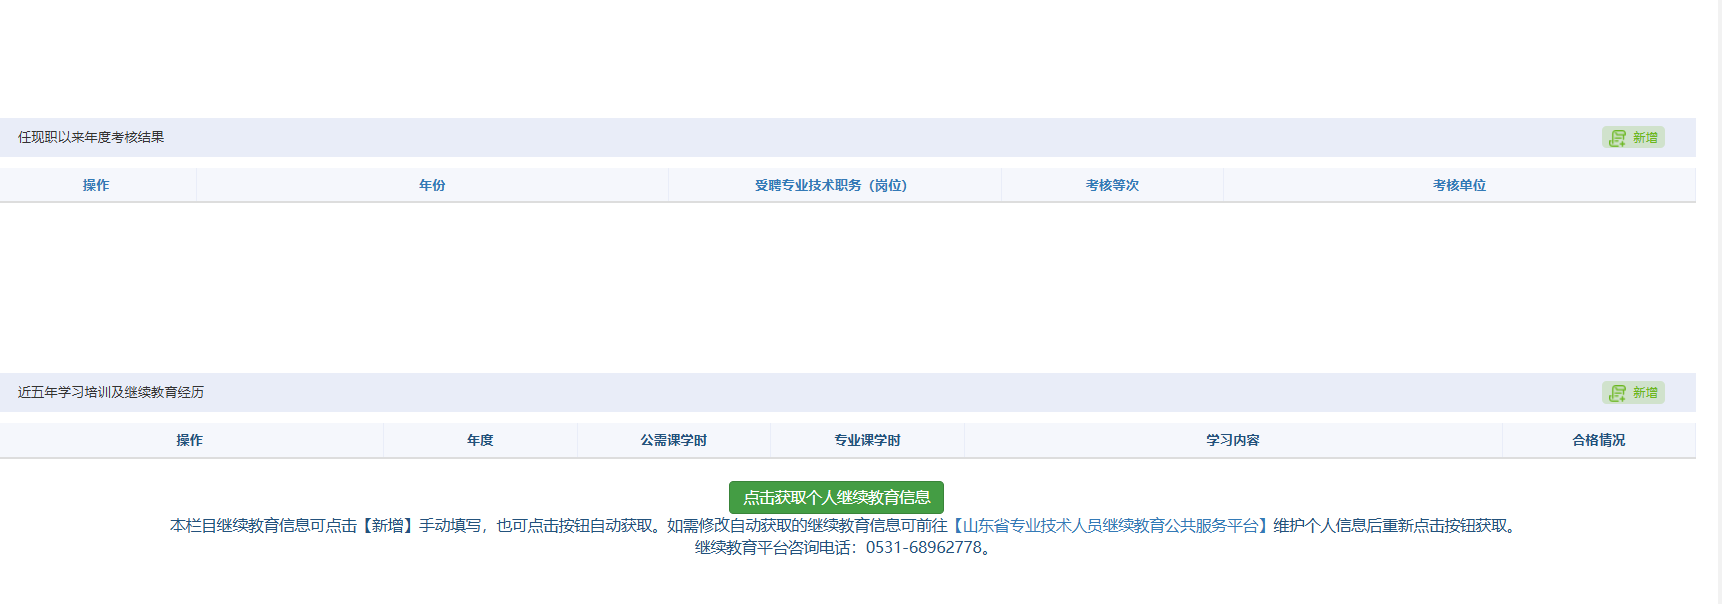 任现职以来年度考核结果
新增
操作 年份 受聘专业技术职务（岗位） 考核等次 考核单位
近五年学习培训及继续教育经历
新增
操作 年度 公需课学时 专业课学时 学习内容 合格情况
点击获取个人继续教育信息
本栏目继续教育信息可点击【新增】手动填写，也可点击按钮自动获取。如需修改自动获取的继续教育信息可前往【山东省专业技术人员继续教育公共服务平台】维护个人信息后重新点击按钮获取。
继续教育平台咨询电话：0531-68962778。